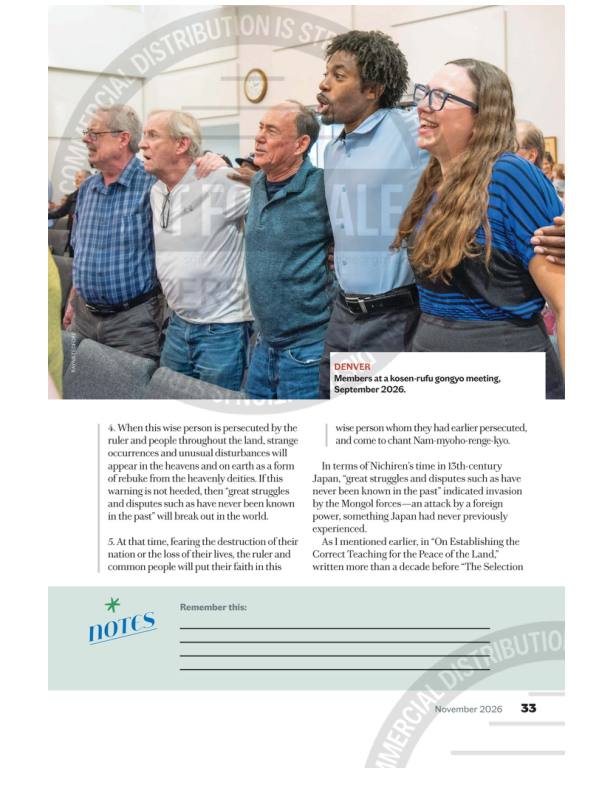 COMMERCIAL DISTRIBUTION IS
DENVER
Members at a kosen-rufu gongyo meeting,
September 2026.
4. When this wise person is persecuted by the
ruler and people throughout the land, strange
occurrences and unusual disturbances will
appear in the heavens and on earth as a form
of rebuke from the heavenly deities. If this
warning is not heeded, then “great struggles
and disputes such as have never been known
in the past” will break out in the world.
5. At that time, fearing the destruction of their
nation or the loss of their lives, the ruler and
common people will put their faith in this
wise person whom they had earlier persecuted,
and come to chant Nam-myoho-renge-kyo.
In terms of Nichiren’s time in 13th-century
Japan, “great struggles and disputes such as have
never been known in the past” indicated invasion
by the Mongol forces—an attack by a foreign
power, something Japan had never previously
experienced.
As I mentioned earlier, in “On Establishing the
Correct Teaching for the Peace of the Land,”
written more than a decade before “The Selection
NOTES
Remember this:
November 2026 33